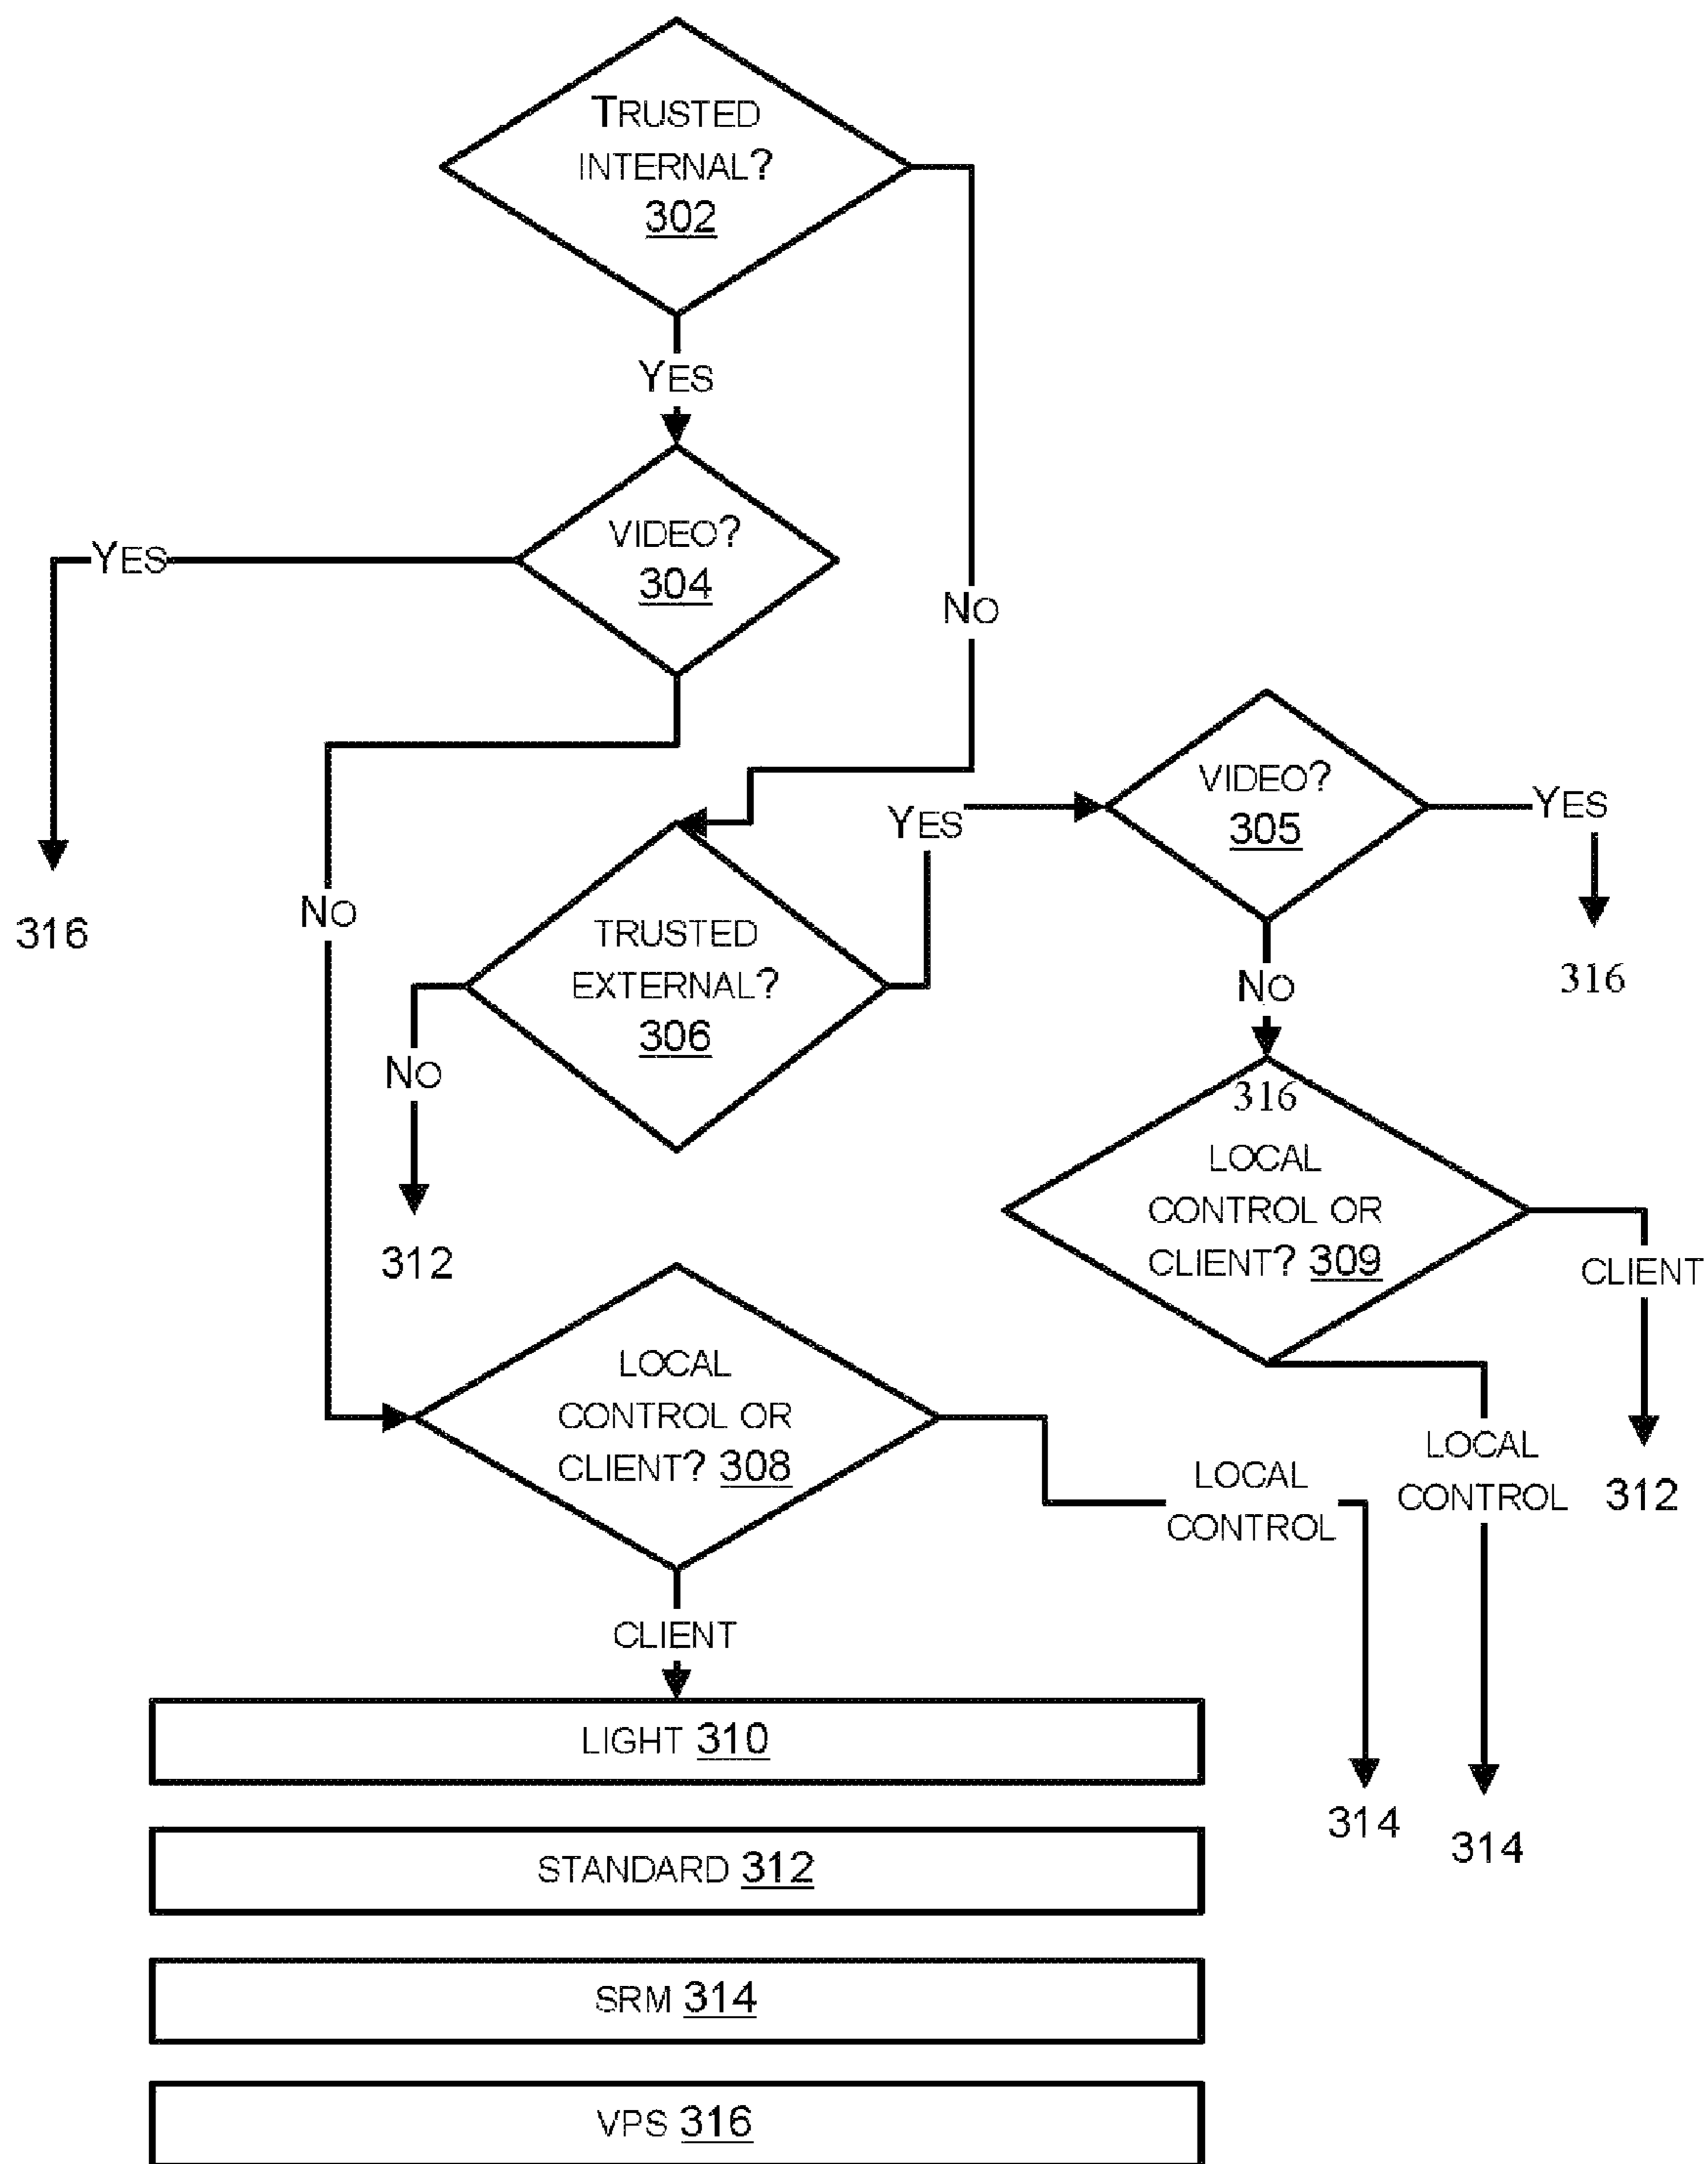 TRUSTED
INTERNAL?
302
YES
VIDEO?
304
YES
NO
316
NO
TRUSTED
EXTERNAL?
306
YES
NO
312
VIDEO?
305
YES
316
NO
316
LOCAL
CONTROL OR
CLIENT? 309
CLIENT
312
LOCAL
CONTROL
314
LOCAL
CONTROL OR
CLIENT? 308
LOCAL
CONTROL
314
CLIENT
LIGHT 310
STANDARD 312
SRM 314
VPS 316